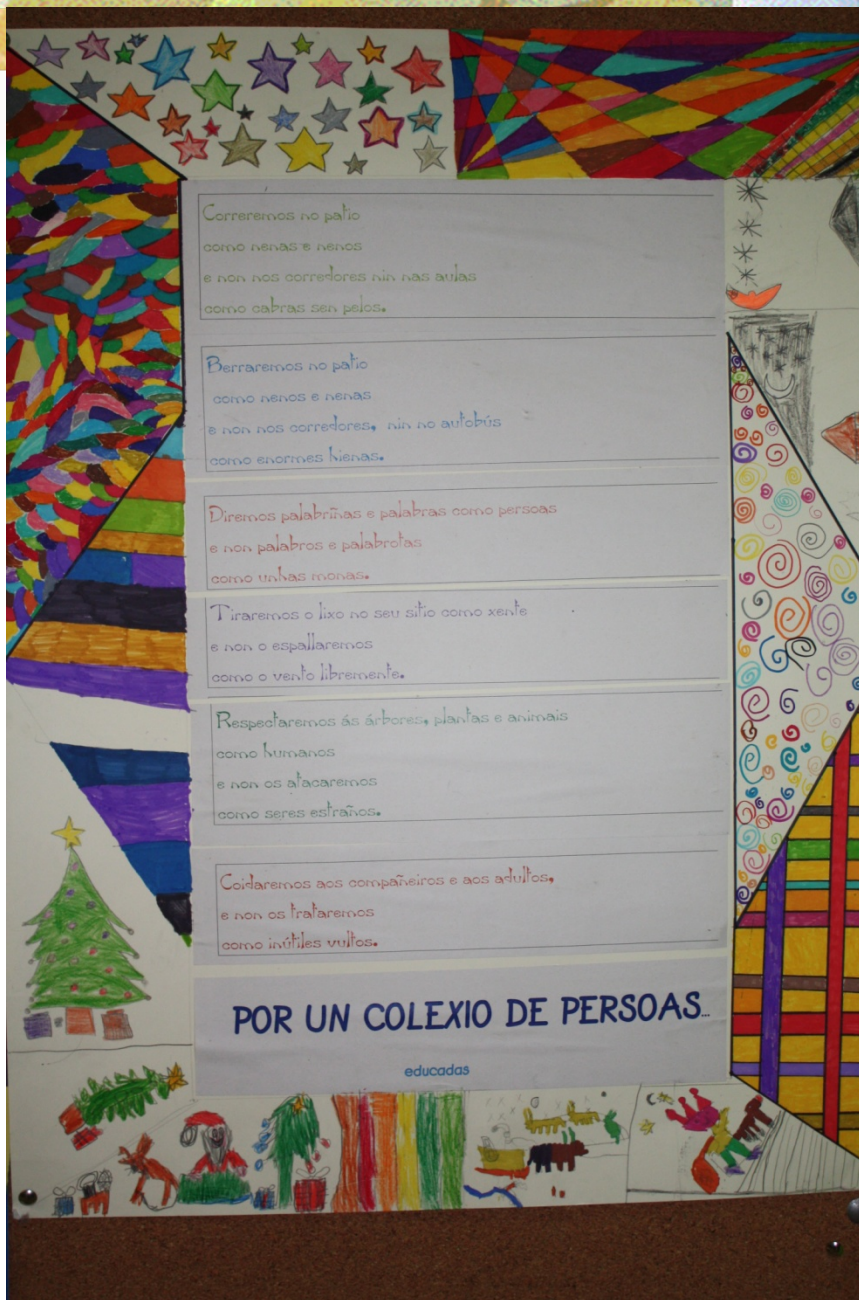 Correremos no patio
como nenas e nenos
e non nos corredores nin nas aulas
como cabras sen pelos.
Berraremos no patio
como nenos e nenas
e non nos corredores, nin no autobús
como enormes hienas.
Diremos palabriñas e palabras como persoas
e non palabros e palabrotas
como unhas monas.
Tiraremos o lixo no seu sitio como xente
e non o espallaremos
como o vento libremente.
Respectaremos ás árbores, plantas e animais
como humanos
e non os atacaremos
como seres estraños.
Coidaremos aos compañeiros e aos adultos,
e non os trataremos
como inútiles vultos.
POR UN COLEXIO DE PERSOAS...
educadas